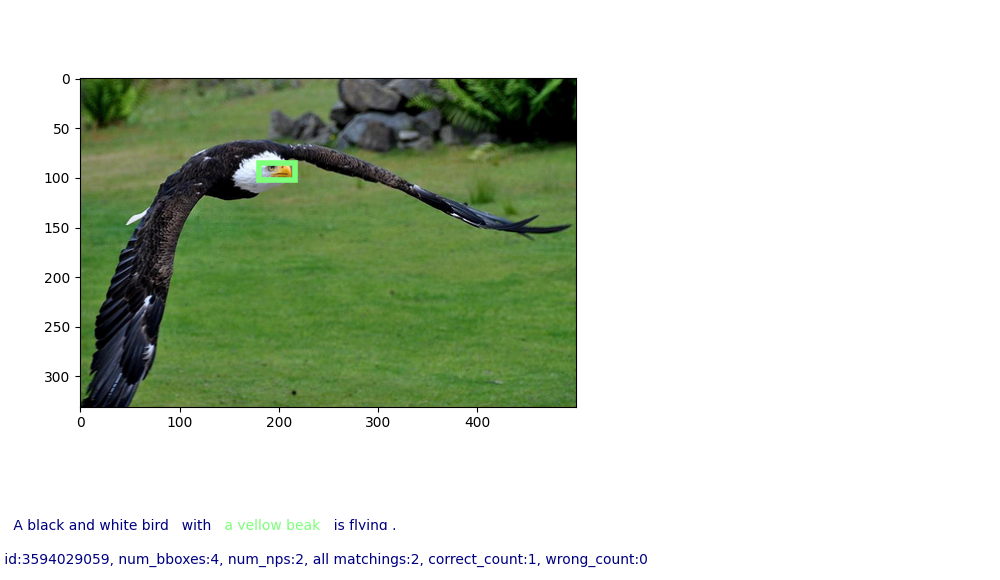 0
50
100
150
200
250
300
0 100 200 300 400
A black and white bird with a yellow beak is flying .
id:3594029059, num_bboxes:4, num_nps:2, all matchings:2, correct_count:1, wrong_count:0